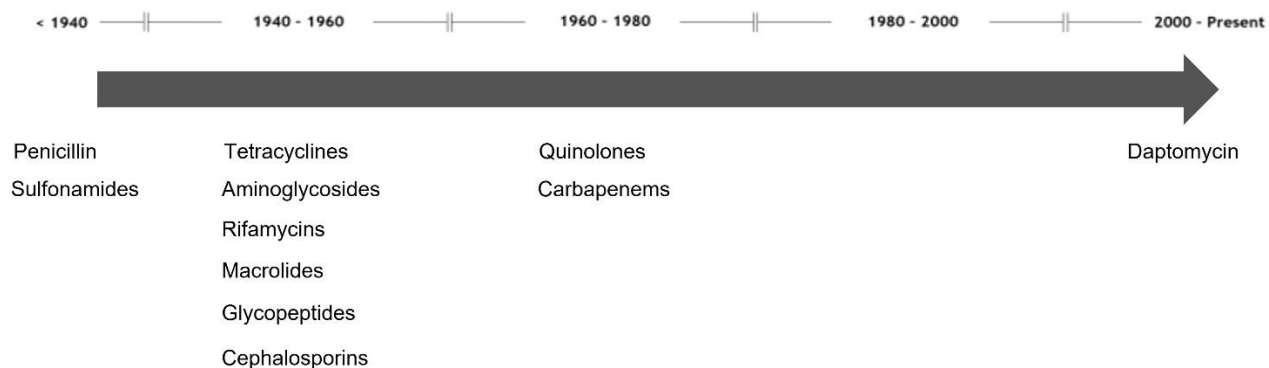 < 1940 1940 - 1960 1960 - 1980 1980 - 2000 2000 - Present
Penicillin Tetracyclines Quinolones Daptomycin
Sulfonamides Aminoglycosides Carbapenems
Rifamycins
Macrolides
Glycopeptides
Cephalosporins